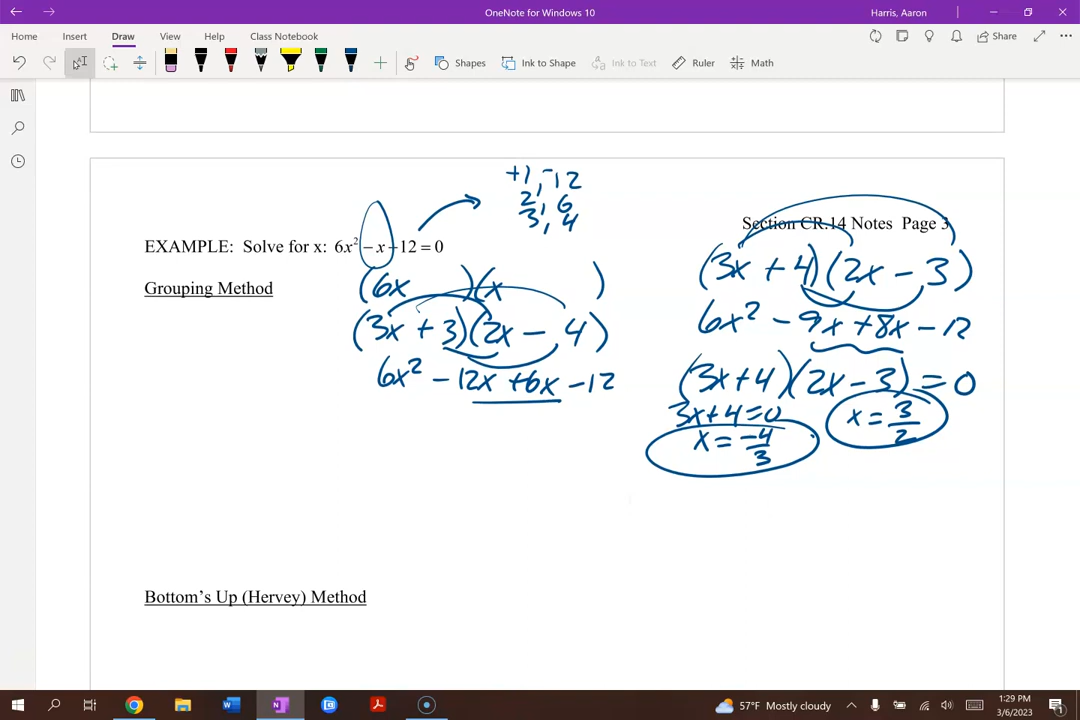 OneNote for Windows 10
Harris, Aaron
Home Insert Draw View Help Class Notebook
Share
Shapes Ink to Shape Ink to Text Ruler Math
+1, -12
2, 6
3, 4
Section CR.14 Notes Page 3
EXAMPLE: Solve for x: 6x² − x − 12 = 0
Grouping Method
(6x )(x )
(3x + 3)(2x − 4)
6x² − 12x + 6x − 12
(3x + 4)(2x − 3)
6x² − 9x + 8x − 12
(3x + 4)(2x − 3) = 0
3x + 4 = 0
x = -4/3
x = 3/2
Bottom's Up (Hervey) Method
57°F Mostly cloudy
1:29 PM
3/6/2023